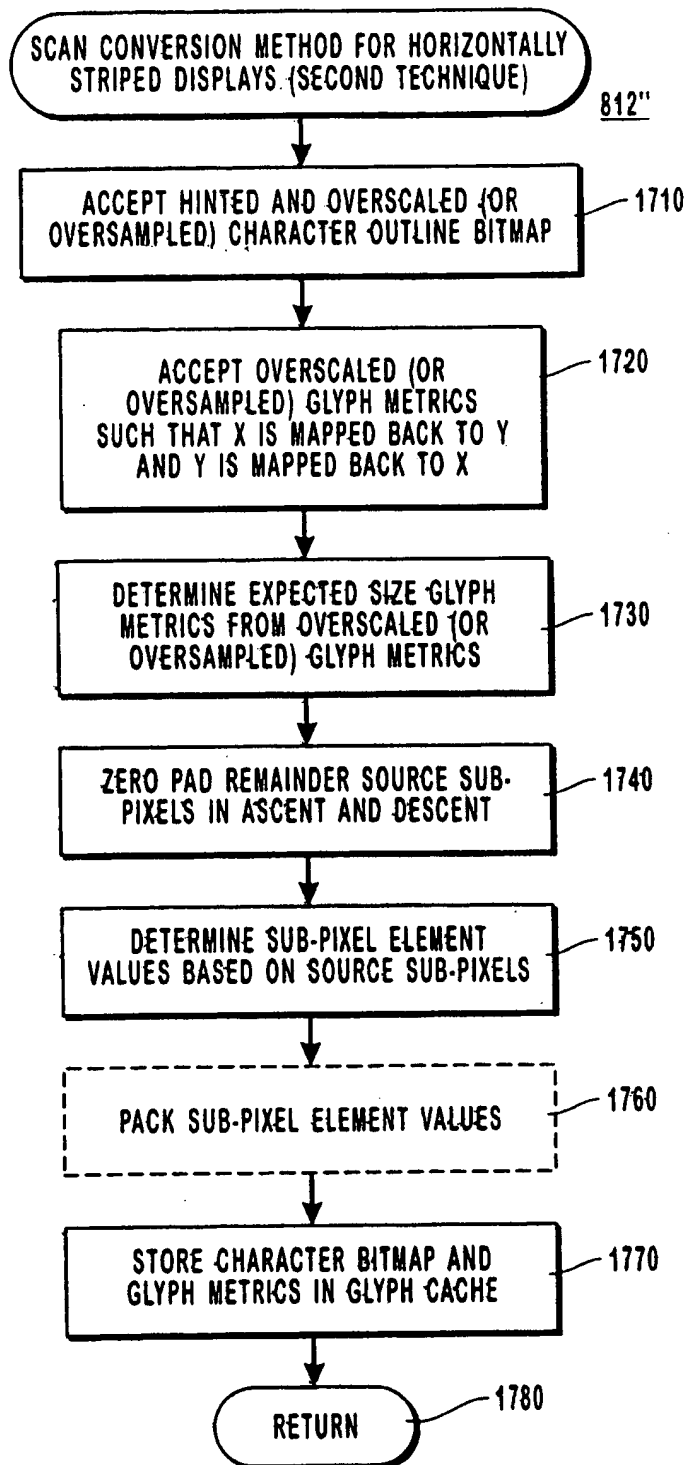 SCAN CONVERSION METHOD FOR HORIZONTALLY
STRIPED DISPLAYS (SECOND TECHNIQUE)
812"
ACCEPT HINTED AND OVERSCALED (OR
OVERSAMPLED) CHARACTER OUTLINE BITMAP
1710
ACCEPT OVERSCALED (OR
OVERSAMPLED) GLYPH METRICS
SUCH THAT X IS MAPPED BACK TO Y
AND Y IS MAPPED BACK TO X
1720
DETERMINE EXPECTED SIZE GLYPH
METRICS FROM OVERSCALED (OR
OVERSAMPLED) GLYPH METRICS
1730
ZERO PAD REMAINDER SOURCE SUB-
PIXELS IN ASCENT AND DESCENT
1740
DETERMINE SUB-PIXEL ELEMENT
VALUES BASED ON SOURCE SUB-PIXELS
1750
PACK SUB-PIXEL ELEMENT VALUES
1760
STORE CHARACTER BITMAP AND
GLYPH METRICS IN GLYPH CACHE
1770
RETURN
1780